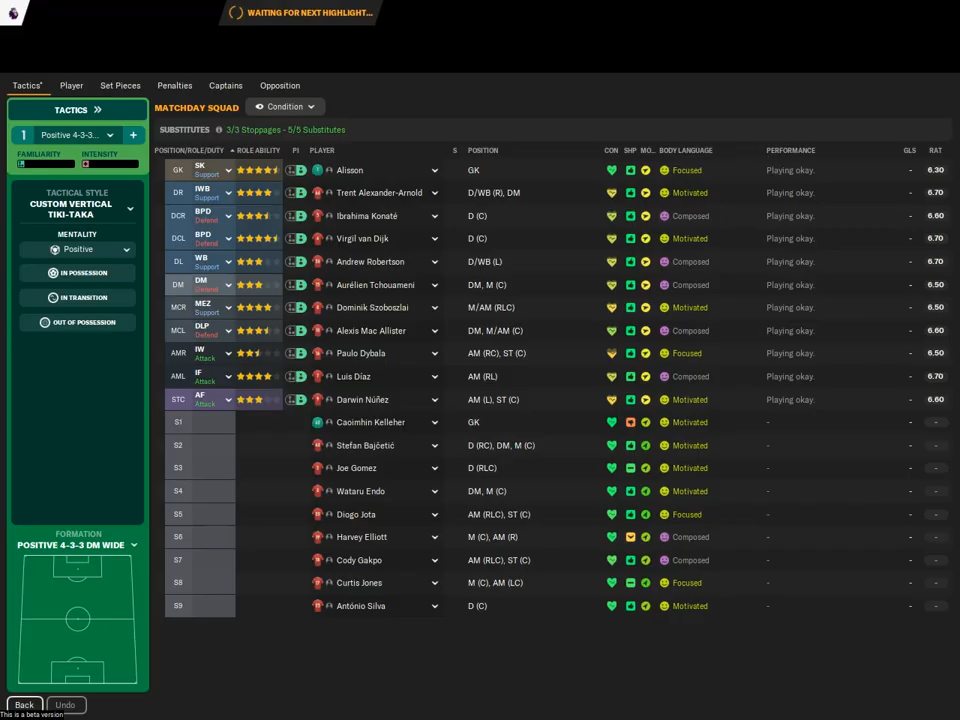 WAITING FOR NEXT HIGHLIGHT...
Tactics* Player Set Pieces Penalties Captains Opposition
TACTICS
1 Positive 4-3-3... +
FAMILIARITY INTENSITY
TACTICAL STYLE
CUSTOM VERTICAL
TIKI-TAKA
MENTALITY
Positive
IN POSSESSION
IN TRANSITION
OUT OF POSSESSION
FORMATION
POSITIVE 4-3-3 DM WIDE
Back Undo
This is a beta version
MATCHDAY SQUAD Condition
SUBSTITUTES 3/3 Stoppages - 5/5 Substitutes
POSITION/ROLE/DUTY ROLE ABILITY PI PLAYER S POSITION CON SHP MO... BODY LANGUAGE PERFORMANCE GLS RAT
GK SK Support Alisson GK Focused Playing okay. - 6.30
DR IWB Support Trent Alexander-Arnold D/WB (R), DM Motivated Playing okay. - 6.70
DCR BPD Defend Ibrahima Konaté D (C) Composed Playing okay. - 6.60
DCL BPD Defend Virgil van Dijk D (C) Motivated Playing okay. - 6.70
DL WB Support Andrew Robertson D/WB (L) Composed Playing okay. - 6.70
DM DM Defend Aurélien Tchouameni DM, M (C) Composed Playing okay. - 6.50
MCR MEZ Support Dominik Szoboszlai M/AM (RLC) Motivated Playing okay. - 6.50
MCL DLP Defend Alexis Mac Allister DM, M/AM (C) Composed Playing okay. - 6.60
AMR IW Attack Paulo Dybala AM (RC), ST (C) Focused Playing okay. - 6.50
AML IF Attack Luis Díaz AM (RL) Composed Playing okay. - 6.70
STC AF Attack Darwin Núñez AM (L), ST (C) Motivated Playing okay. - 6.60
S1 Caoimhin Kelleher GK Motivated - - -
S2 Stefan Bajčetić D (RC), DM, M (C) Motivated - - -
S3 Joe Gomez D (RLC) Motivated - - -
S4 Wataru Endo DM, M (C) Motivated - - -
S5 Diogo Jota AM (RLC), ST (C) Focused - - -
S6 Harvey Elliott M (C), AM (R) Composed - - -
S7 Cody Gakpo AM (RLC), ST (C) Composed - - -
S8 Curtis Jones M (C), AM (LC) Focused - - -
S9 António Silva D (C) Motivated - - -